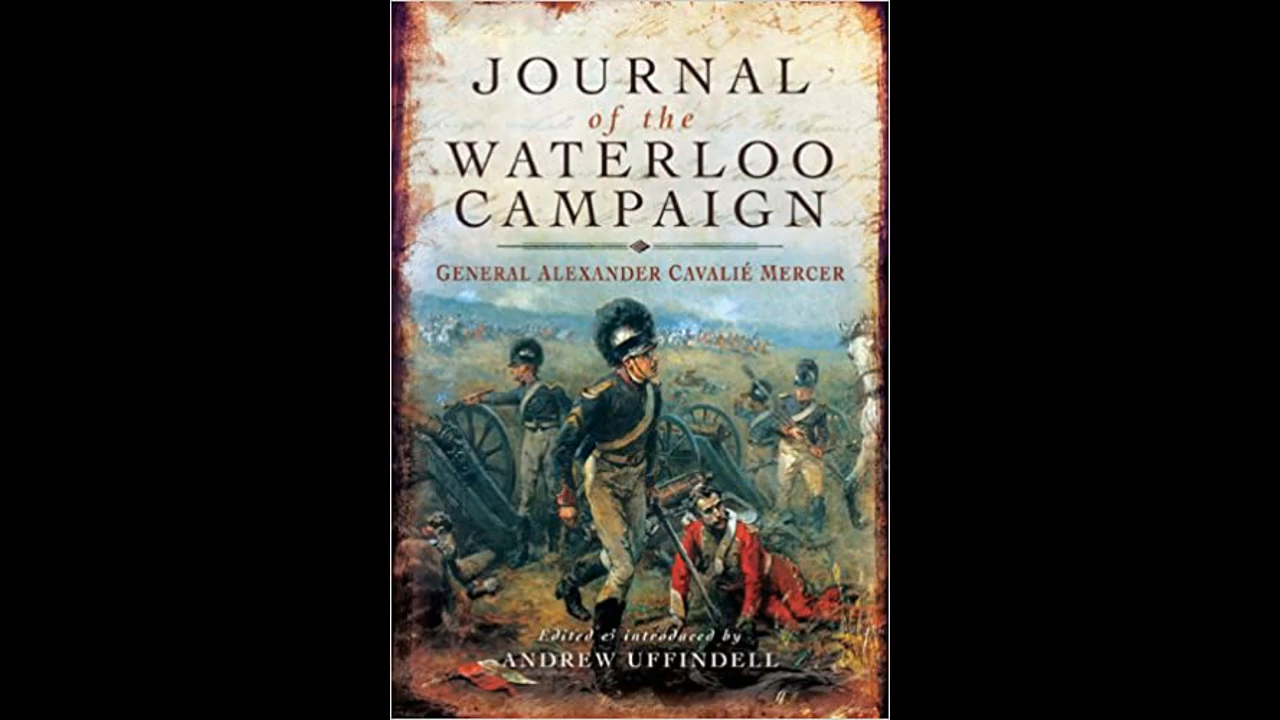 JOURNAL
of the
WATERLOO
CAMPAIGN
GENERAL ALEXANDER CAVALIÉ MERCER
Edited & introduced by
ANDREW UFFINDELL